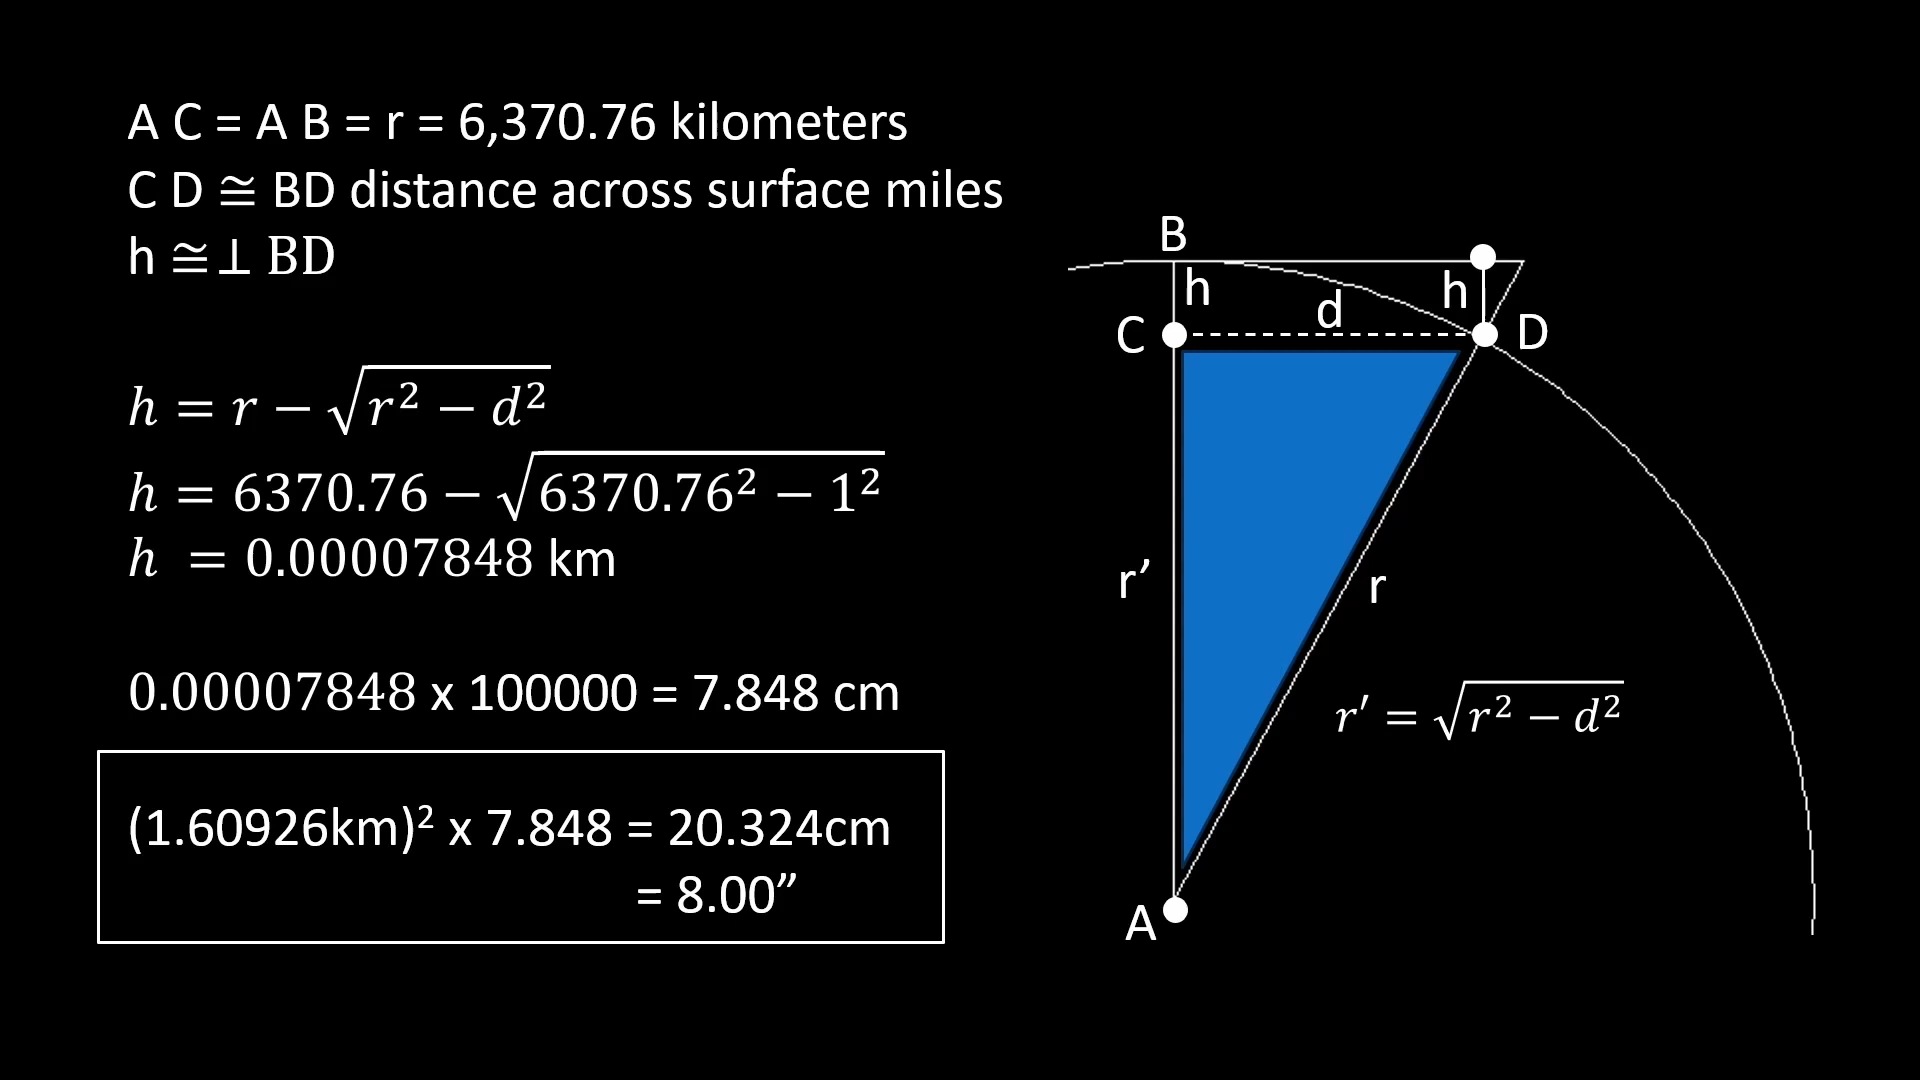 A C = A B = r = 6,370.76 kilometers
C D ≅ BD distance across surface miles
h ≅⊥ BD
h = r − √(r² − d²)
h = 6370.76 − √(6370.76² − 1²)
h = 0.00007848 km
0.00007848 x 100000 = 7.848 cm
(1.60926km)² x 7.848 = 20.324cm
= 8.00”
B
h
h
d
C
D
r’
r
r′ = √(r² − d²)
A